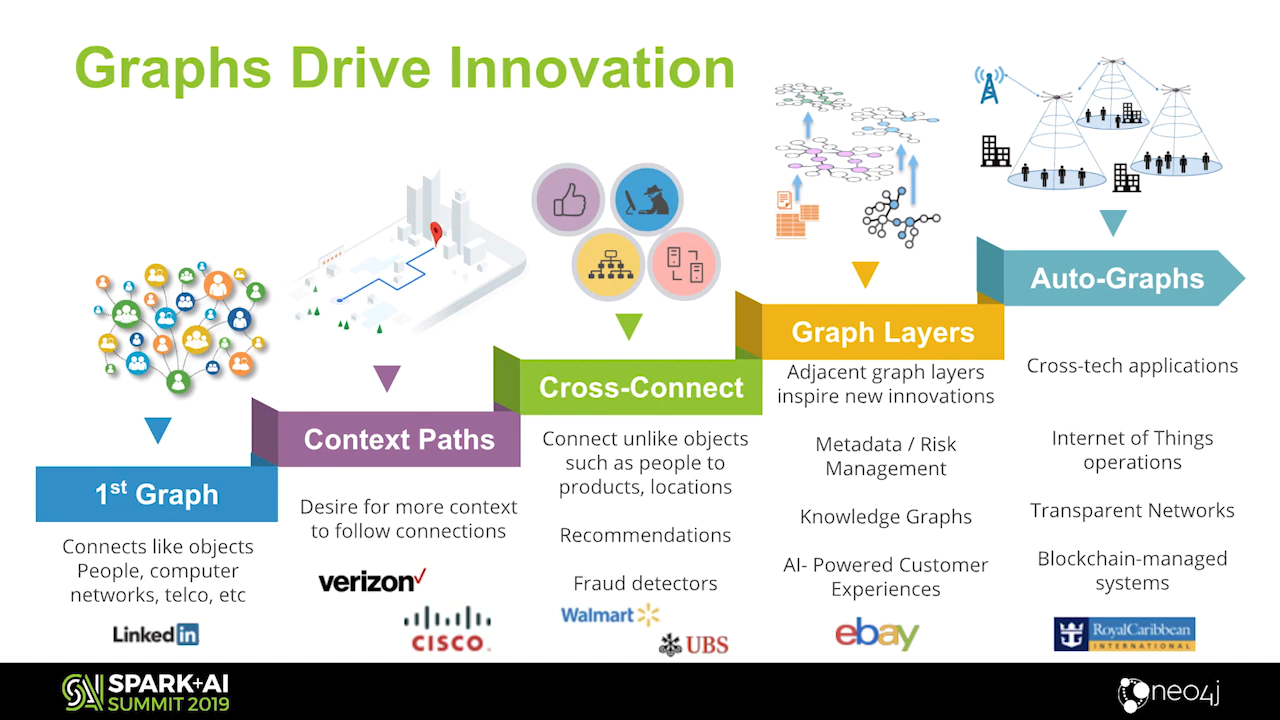 Graphs Drive Innovation
1st Graph
Connects like objects
People, computer
networks, telco, etc
Linked in
Context Paths
Desire for more context
to follow connections
verizon
CISCO
Cross-Connect
Connect unlike objects
such as people to
products, locations
Recommendations
Fraud detectors
Walmart
UBS
Graph Layers
Adjacent graph layers
inspire new innovations
Metadata / Risk
Management
Knowledge Graphs
AI- Powered Customer
Experiences
ebay
Auto-Graphs
Cross-tech applications
Internet of Things
operations
Transparent Networks
Blockchain-managed
systems
RoyalCaribbean
INTERNATIONAL
SPARK+AI
SUMMIT 2019
neo4j